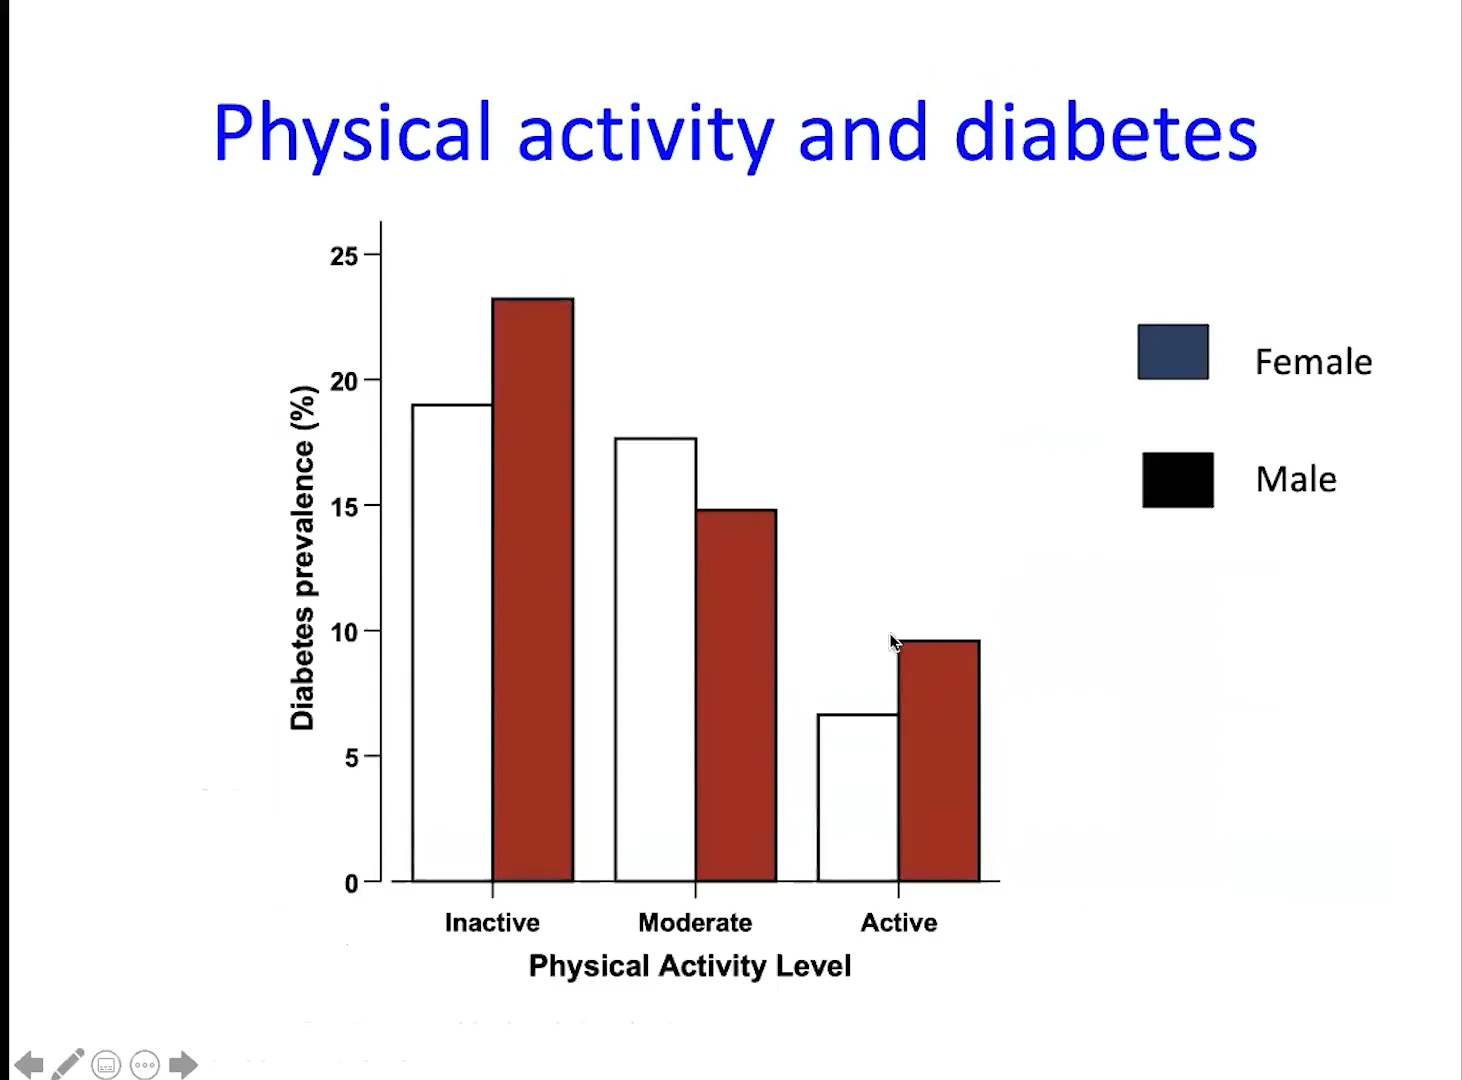 Physical activity and diabetes
25
20
15
10
5
0
Diabetes prevalence (%)
Inactive Moderate Active
Physical Activity Level
Female
Male